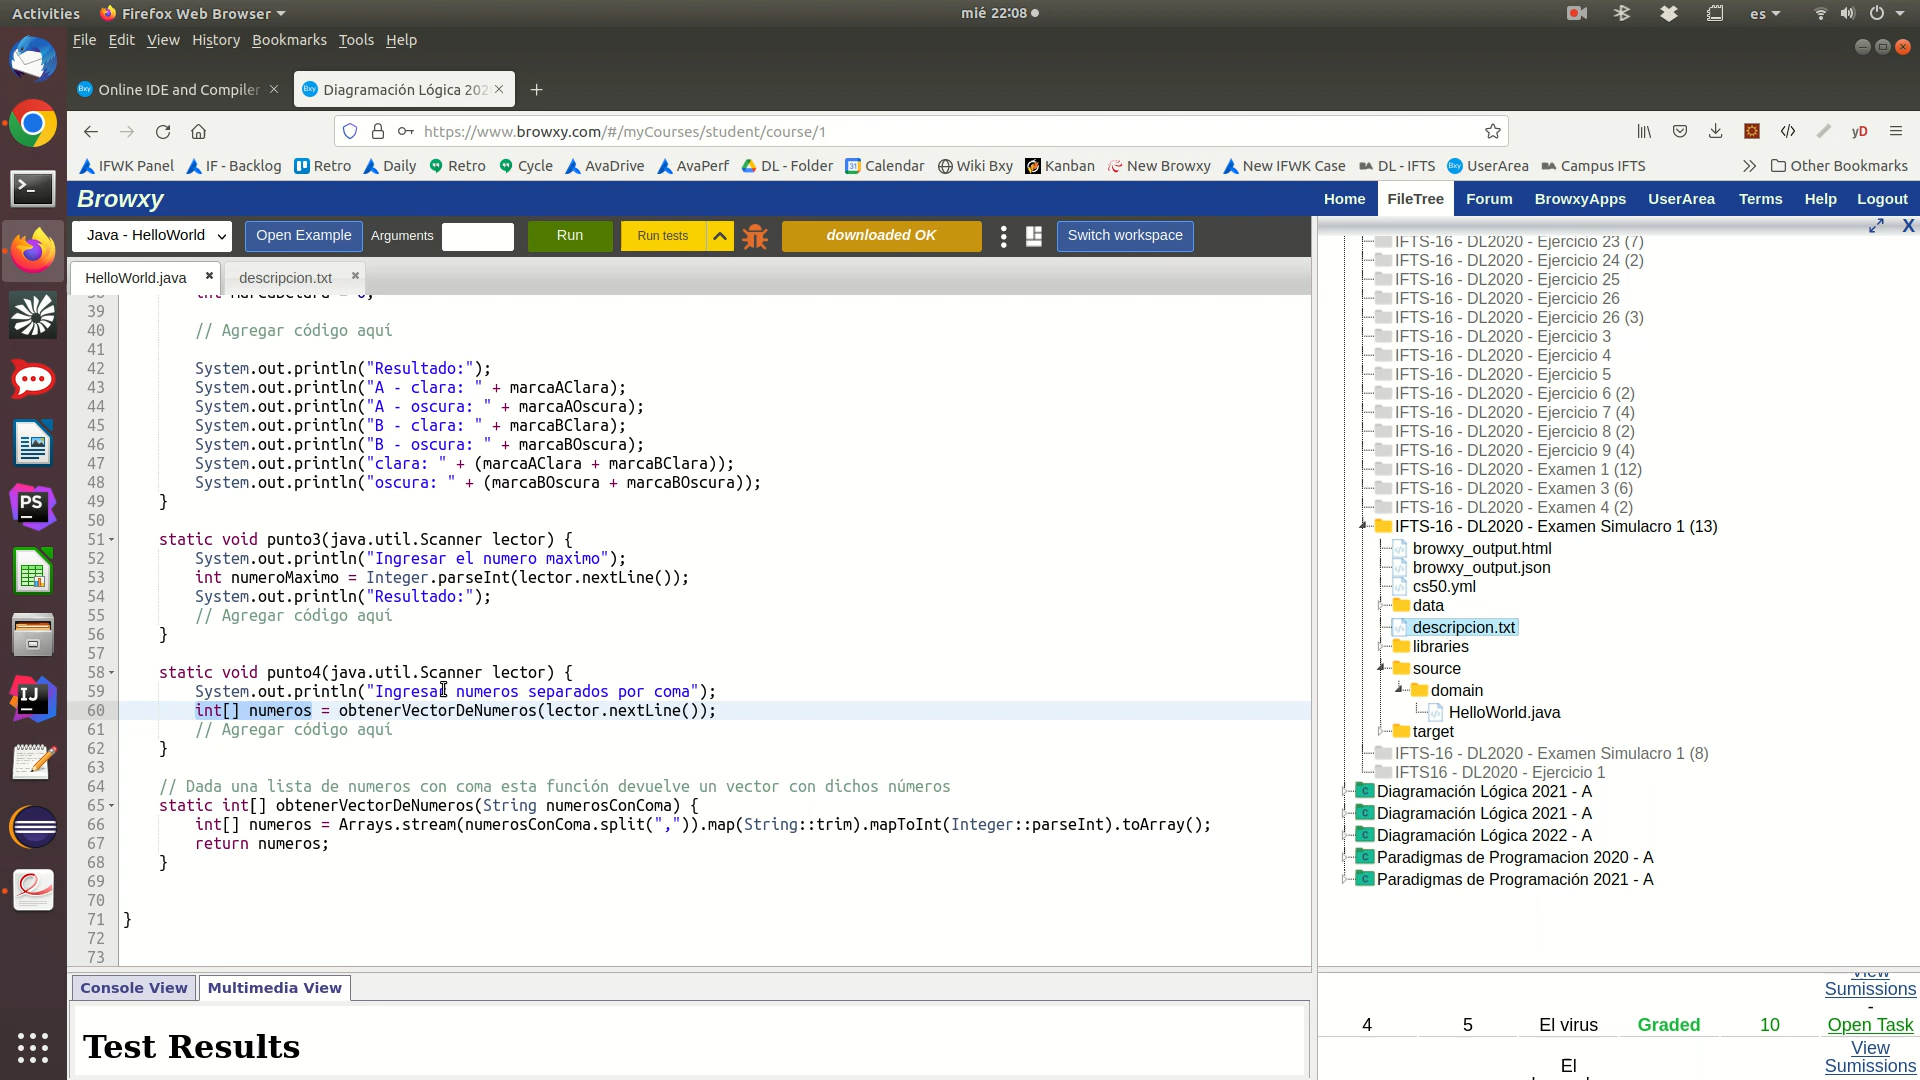 Activities Firefox Web Browser mié 22:08 es
File Edit View History Bookmarks Tools Help
Online IDE and Compiler Diagramación Lógica 202
https://www.browxy.com/#/myCourses/student/course/1 yD
IFWK Panel IF - Backlog Retro Daily Retro Cycle AvaDrive AvaPerf DL - Folder Calendar Wiki Bxy Kanban New Browxy New IFWK Case DL - IFTS UserArea Campus IFTS Other Bookmarks
Browxy Home FileTree Forum BrowxyApps UserArea Terms Help Logout
Java - HelloWorld Open Example Arguments Run Run tests downloaded OK Switch workspace X
HelloWorld.java descripcion.txt
39
40 // Agregar código aquí
41
42 System.out.println("Resultado:");
43 System.out.println("A - clara: " + marcaAClara);
44 System.out.println("A - oscura: " + marcaAOscura);
45 System.out.println("B - clara: " + marcaBClara);
46 System.out.println("B - oscura: " + marcaBOscura);
47 System.out.println("clara: " + (marcaAClara + marcaBClara));
48 System.out.println("oscura: " + (marcaBOscura + marcaBOscura));
49 }
50
51 static void punto3(java.util.Scanner lector) {
52 System.out.println("Ingresar el numero maximo");
53 int numeroMaximo = Integer.parseInt(lector.nextLine());
54 System.out.println("Resultado:");
55 // Agregar código aquí
56 }
57
58 static void punto4(java.util.Scanner lector) {
59 System.out.println("Ingresar numeros separados por coma");
60 int[] numeros = obtenerVectorDeNumeros(lector.nextLine());
61 // Agregar código aquí
62 }
63
64 // Dada una lista de numeros con coma esta función devuelve un vector con dichos números
65 static int[] obtenerVectorDeNumeros(String numerosConComa) {
66 int[] numeros = Arrays.stream(numerosConComa.split(",")).map(String::trim).mapToInt(Integer::parseInt).toArray();
67 return numeros;
68 }
69
70
71 }
72
73
Console View Multimedia View
Test Results
IFTS-16 - DL2020 - Ejercicio 23 (7)
IFTS-16 - DL2020 - Ejercicio 24 (2)
IFTS-16 - DL2020 - Ejercicio 25
IFTS-16 - DL2020 - Ejercicio 26
IFTS-16 - DL2020 - Ejercicio 26 (3)
IFTS-16 - DL2020 - Ejercicio 3
IFTS-16 - DL2020 - Ejercicio 4
IFTS-16 - DL2020 - Ejercicio 5
IFTS-16 - DL2020 - Ejercicio 6 (2)
IFTS-16 - DL2020 - Ejercicio 7 (4)
IFTS-16 - DL2020 - Ejercicio 8 (2)
IFTS-16 - DL2020 - Ejercicio 9 (4)
IFTS-16 - DL2020 - Examen 1 (12)
IFTS-16 - DL2020 - Examen 3 (6)
IFTS-16 - DL2020 - Examen 4 (2)
IFTS-16 - DL2020 - Examen Simulacro 1 (13)
browxy_output.html
browxy_output.json
cs50.yml
data
descripcion.txt
libraries
source
domain
HelloWorld.java
target
IFTS-16 - DL2020 - Examen Simulacro 1 (8)
IFTS16 - DL2020 - Ejercicio 1
Diagramación Lógica 2021 - A
Diagramación Lógica 2021 - A
Diagramación Lógica 2022 - A
Paradigmas de Programacion 2020 - A
Paradigmas de Programación 2021 - A
View
Sumissions
-
4 5 El virus Graded 10 Open Task
View
El Sumissions